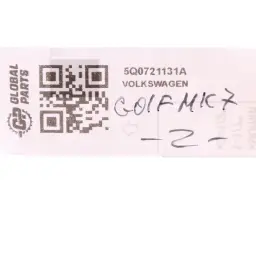 GLOBAL
PARTS
5Q0721131A
VOLKSWAGEN
GOlF MK7
-2-